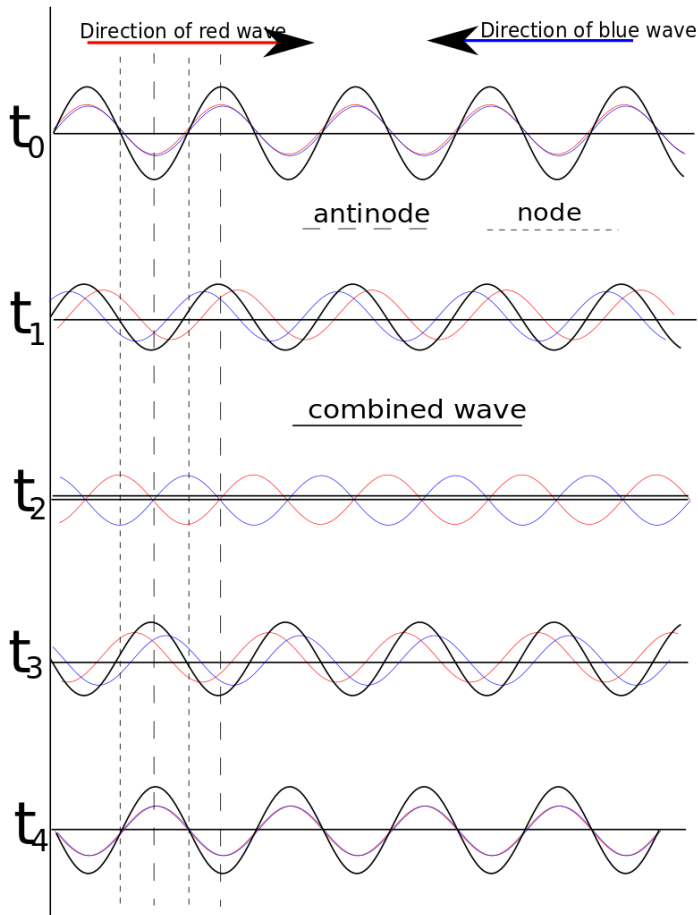 Direction of red wave
Direction of blue wave
t0
antinode
node
t1
combined wave
t2
t3
t4